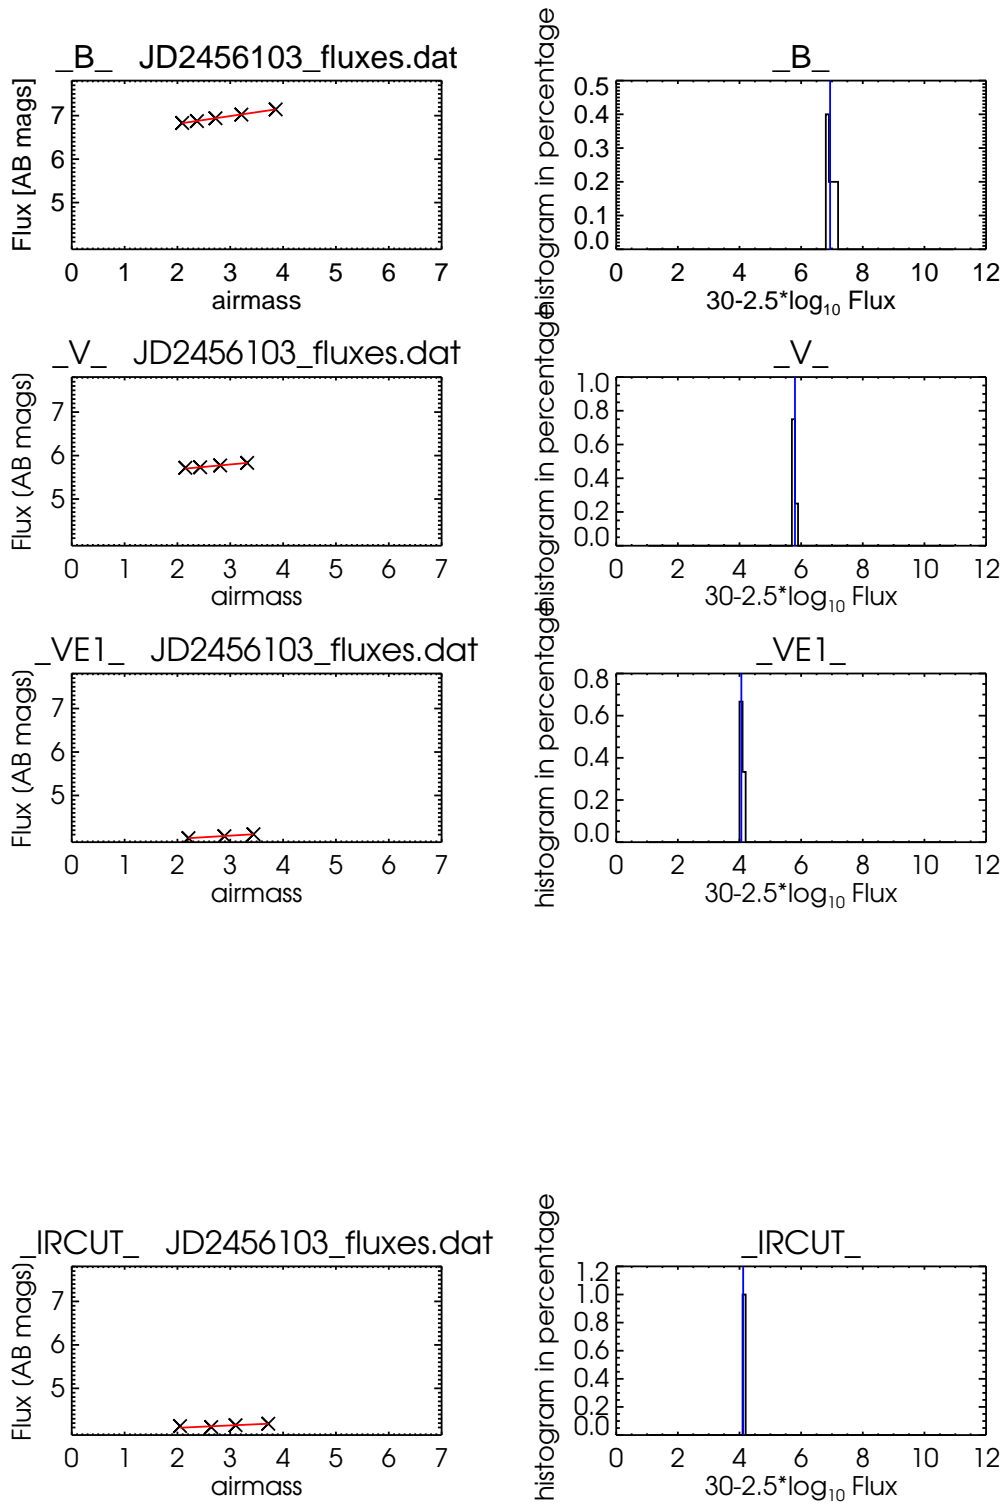 _B_ JD2456103_fluxes.dat
Flux [AB mags]
7
6
5
0 1 2 3 4 5 6 7
airmass
_B_
histogram in percentage
0.5
0.4
0.3
0.2
0.1
0.0
0 2 4 6 8 10 12
30-2.5*log10 Flux
_V_ JD2456103_fluxes.dat
Flux (AB mags)
7
6
5
0 1 2 3 4 5 6 7
airmass
_V_
histogram in percentage
1.0
0.8
0.6
0.4
0.2
0.0
0 2 4 6 8 10 12
30-2.5*log10 Flux
_VE1_ JD2456103_fluxes.dat
Flux (AB mags)
7
6
5
0 1 2 3 4 5 6 7
airmass
_VE1_
histogram in percentage
0.8
0.6
0.4
0.2
0.0
0 2 4 6 8 10 12
30-2.5*log10 Flux
_IRCUT_ JD2456103_fluxes.dat
Flux (AB mags)
7
6
5
0 1 2 3 4 5 6 7
airmass
_IRCUT_
histogram in percentage
1.2
1.0
0.8
0.6
0.4
0.2
0.0
0 2 4 6 8 10 12
30-2.5*log10 Flux